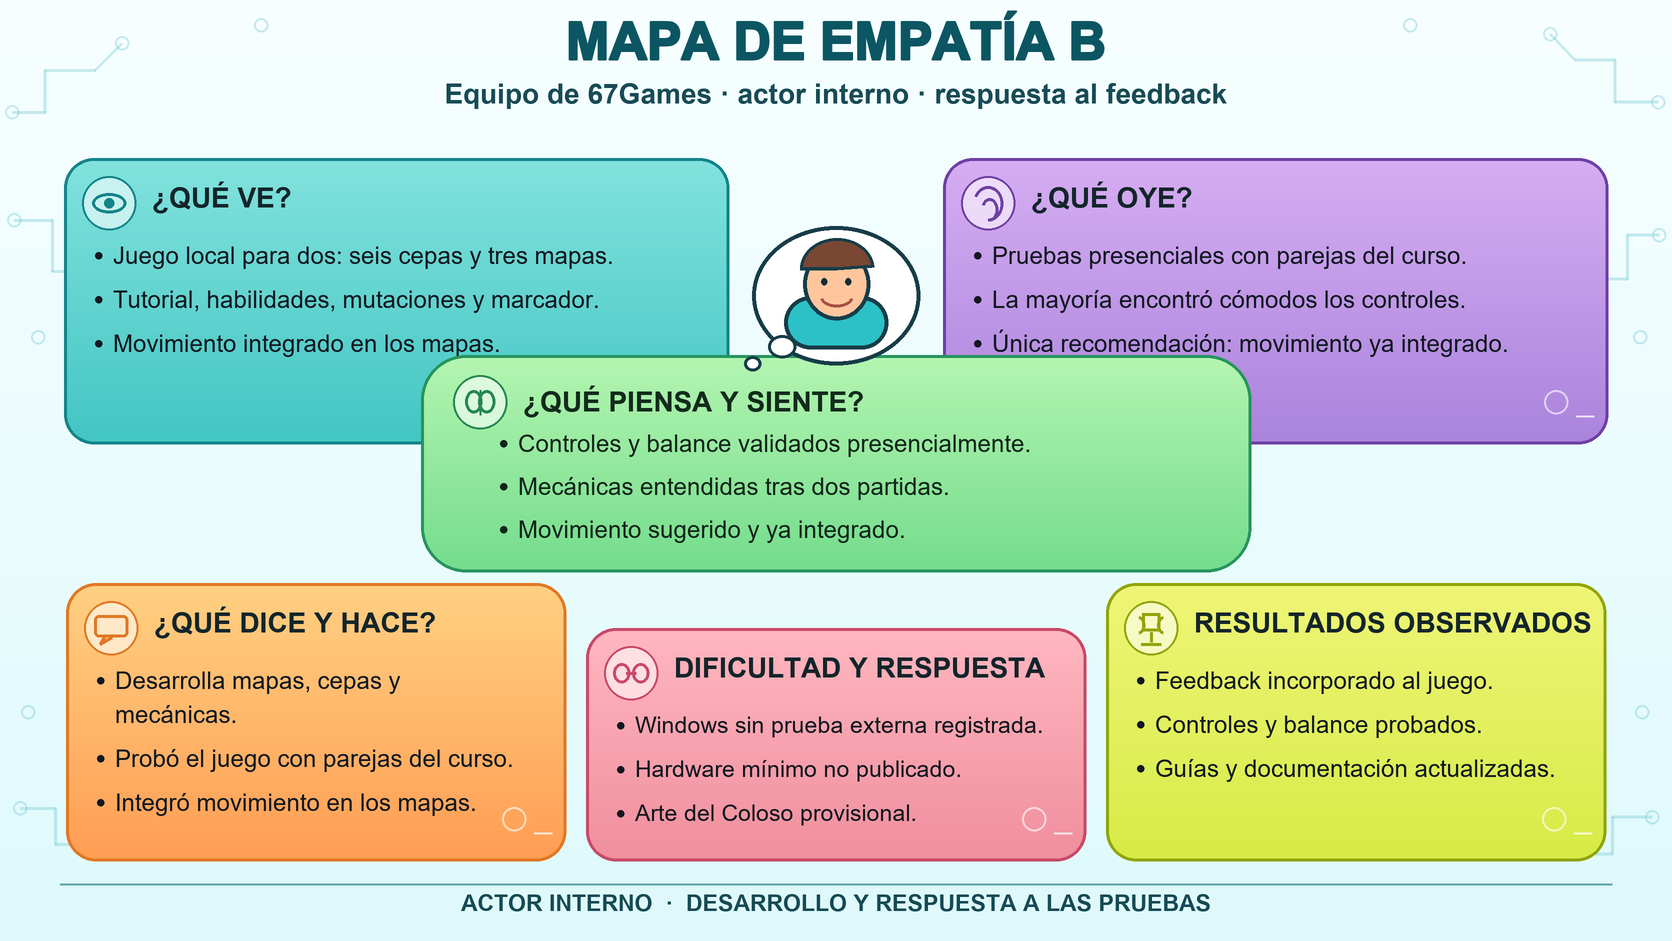 MAPA DE EMPATÍA B
Equipo de 67Games · actor interno · respuesta al feedback
¿QUÉ VE?
• Juego local para dos: seis cepas y tres mapas.
• Tutorial, habilidades, mutaciones y marcador.
• Movimiento integrado en los mapas.
¿QUÉ OYE?
• Pruebas presenciales con parejas del curso.
• La mayoría encontró cómodos los controles.
• Única recomendación: movimiento ya integrado.
¿QUÉ PIENSA Y SIENTE?
• Controles y balance validados presencialmente.
• Mecánicas entendidas tras dos partidas.
• Movimiento sugerido y ya integrado.
¿QUÉ DICE Y HACE?
• Desarrolla mapas, cepas y
mecánicas.
• Probó el juego con parejas del curso.
• Integró movimiento en los mapas.
DIFICULTAD Y RESPUESTA
• Windows sin prueba externa registrada.
• Hardware mínimo no publicado.
• Arte del Coloso provisional.
RESULTADOS OBSERVADOS
• Feedback incorporado al juego.
• Controles y balance probados.
• Guías y documentación actualizadas.
ACTOR INTERNO · DESARROLLO Y RESPUESTA A LAS PRUEBAS